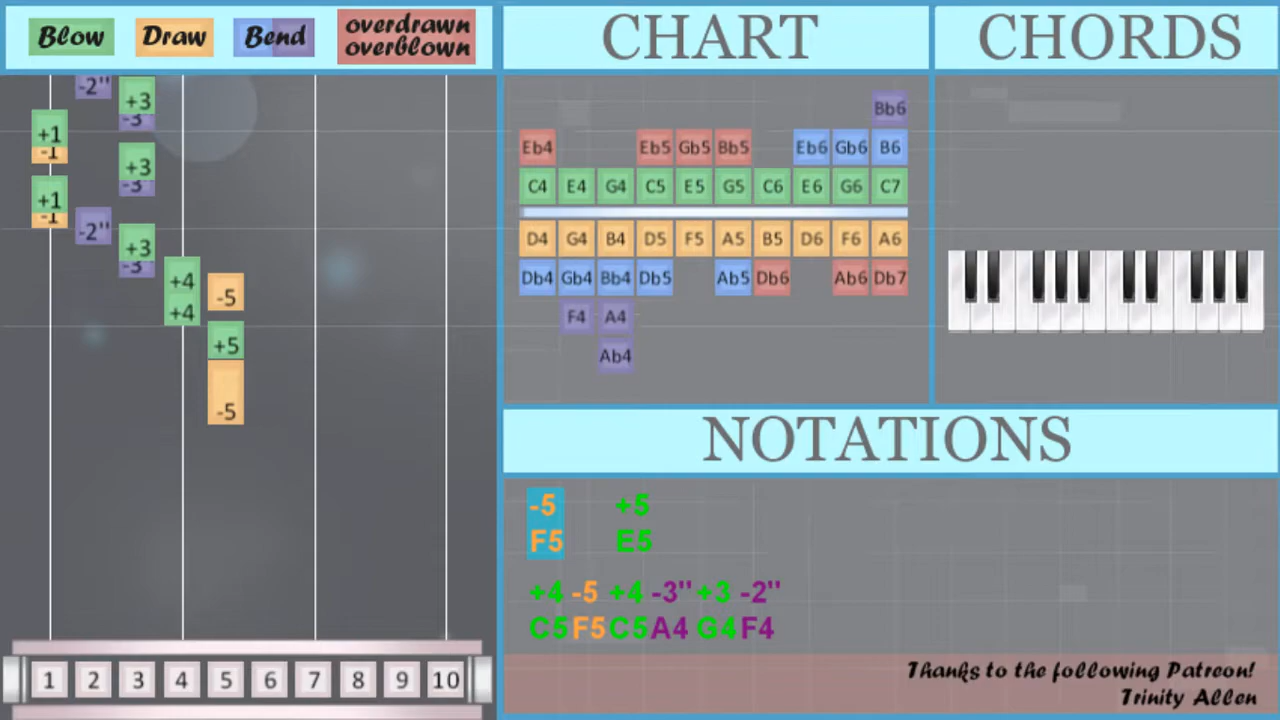 Blow Draw Bend overdrawn
overblown
CHART
CHORDS
-2'' +3
-3
+1
-1
+3
-3
+1
-1
-2''
+3
-3
+4 -5
+4
+5
-5
1 2 3 4 5 6 7 8 9 10
Bb6
Eb4 Eb5 Gb5 Bb5 Eb6 Gb6 B6
C4 E4 G4 C5 E5 G5 C6 E6 G6 C7
D4 G4 B4 D5 F5 A5 B5 D6 F6 A6
Db4 Gb4 Bb4 Db5 Ab5 Db6 Ab6 Db7
F4 A4
Ab4
NOTATIONS
-5 +5
F5 E5
+4 -5 +4 -3'' +3 -2''
C5 F5 C5 A4 G4 F4
Thanks to the following Patreon!
Trinity Allen